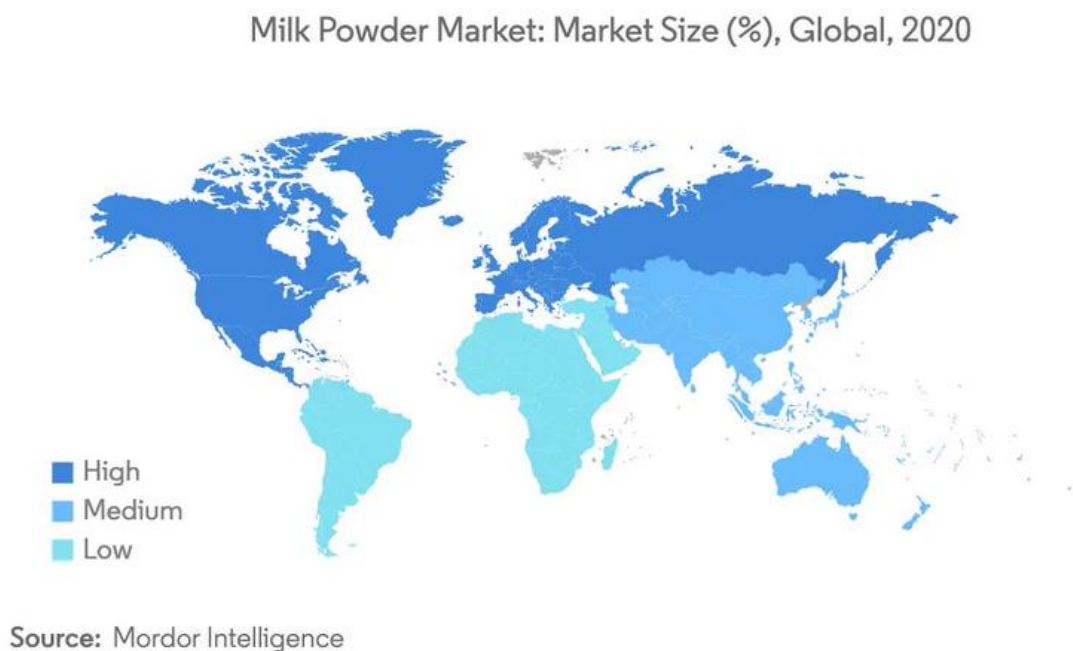 Milk Powder Market: Market Size (%), Global, 2020
High
Medium
Low
Source: Mordor Intelligence